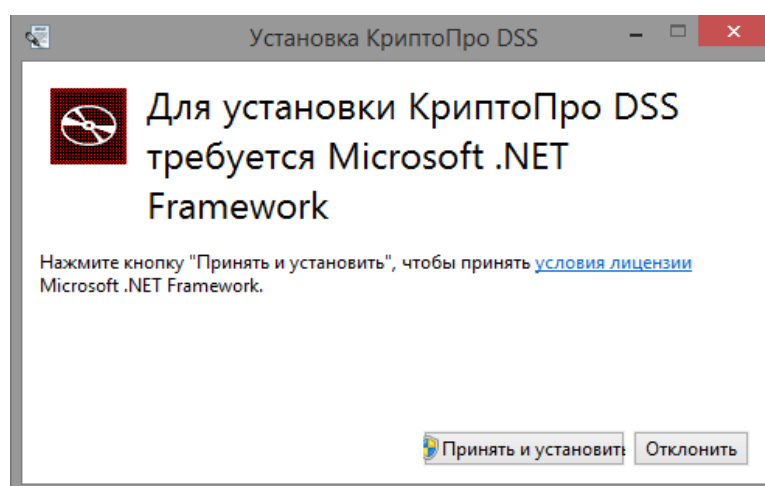 Установка КриптоПро DSS
Для установки КриптоПро DSS
требуется Microsoft .NET
Framework
Нажмите кнопку "Принять и установить", чтобы принять условия лицензии
Microsoft .NET Framework.
Принять и установить Отклонить